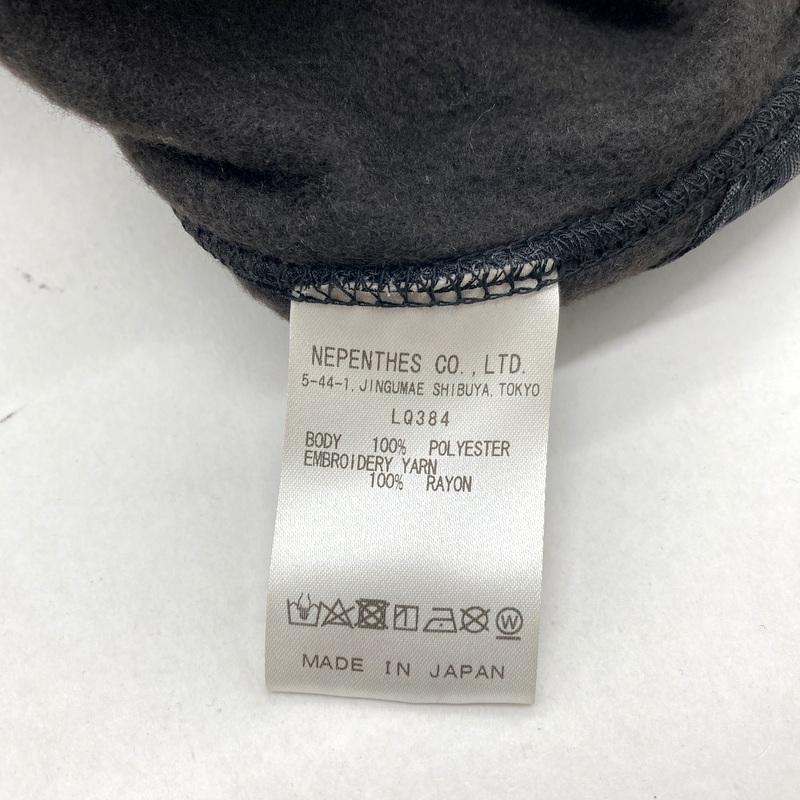 NEPENTHES CO.,LTD.
5-44-1, JINGUMAE SHIBUYA, TOKYO
LQ384
BODY 100% POLYESTER
EMBROIDERY YARN
100% RAYON
W
MADE IN JAPAN